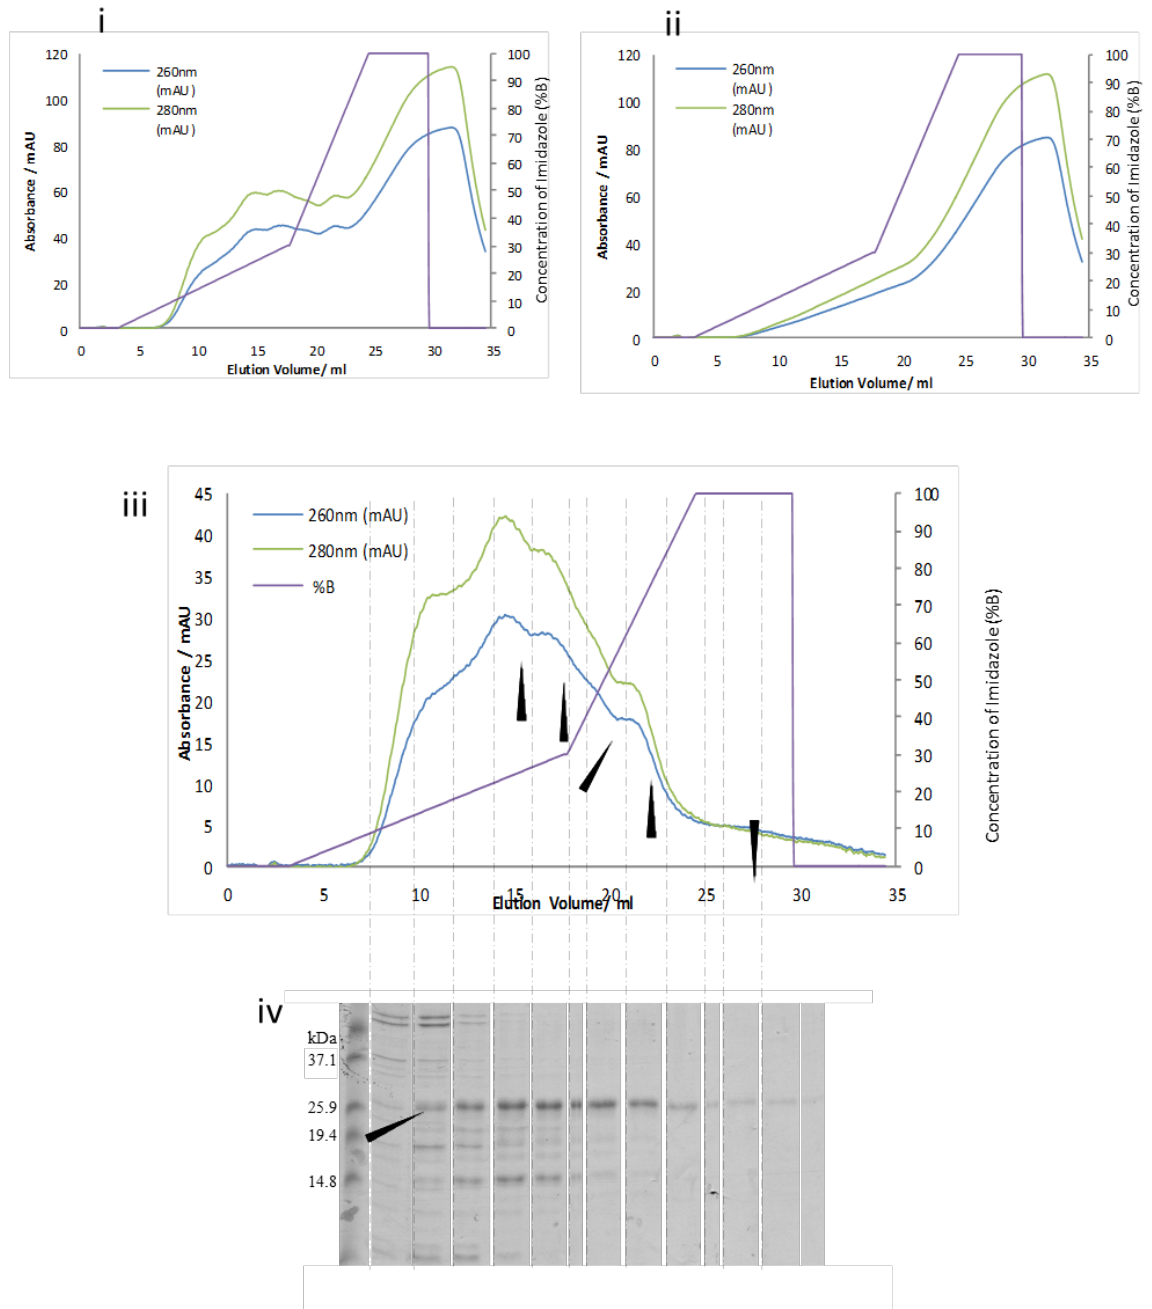 i
120
100
80
60
40
20
0
Absorbance / mAU
260nm
(mAU)
280nm
(mAU)
100
90
80
70
60
50
40
30
20
10
0
Concentration of Imidazole (%B)
0 5 10 15 20 25 30 35
Elution Volume/ ml
ii
120
100
80
60
40
20
0
Absorbance / mAU
260nm
(mAU)
280nm
(mAU)
100
90
80
70
60
50
40
30
20
10
0
Concentration of Imidazole (%B)
0 5 10 15 20 25 30 35
Elution Volume/ ml
iii
45
40
35
30
25
20
15
10
5
0
Absorbance / mAU
260nm (mAU)
280nm (mAU)
%B
100
90
80
70
60
50
40
30
20
10
0
Concentration of Imidazole (%B)
0 5 10 15 20 25 30 35
Elution Volume/ ml
iv
kDa
37.1
25.9
19.4
14.8